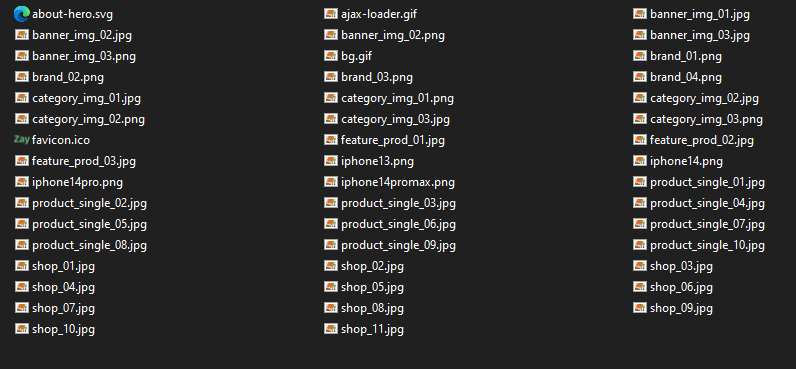 about-hero.svg ajax-loader.gif banner_img_01.jpg
banner_img_02.jpg banner_img_02.png banner_img_03.jpg
banner_img_03.png bg.gif brand_01.png
brand_02.png brand_03.png brand_04.png
category_img_01.jpg category_img_01.png category_img_02.jpg
category_img_02.png category_img_03.jpg category_img_03.png
Zay favicon.ico feature_prod_01.jpg feature_prod_02.jpg
feature_prod_03.jpg iphone13.png iphone14.png
iphone14pro.png iphone14promax.png product_single_01.jpg
product_single_02.jpg product_single_03.jpg product_single_04.jpg
product_single_05.jpg product_single_06.jpg product_single_07.jpg
product_single_08.jpg product_single_09.jpg product_single_10.jpg
shop_01.jpg shop_02.jpg shop_03.jpg
shop_04.jpg shop_05.jpg shop_06.jpg
shop_07.jpg shop_08.jpg shop_09.jpg
shop_10.jpg shop_11.jpg